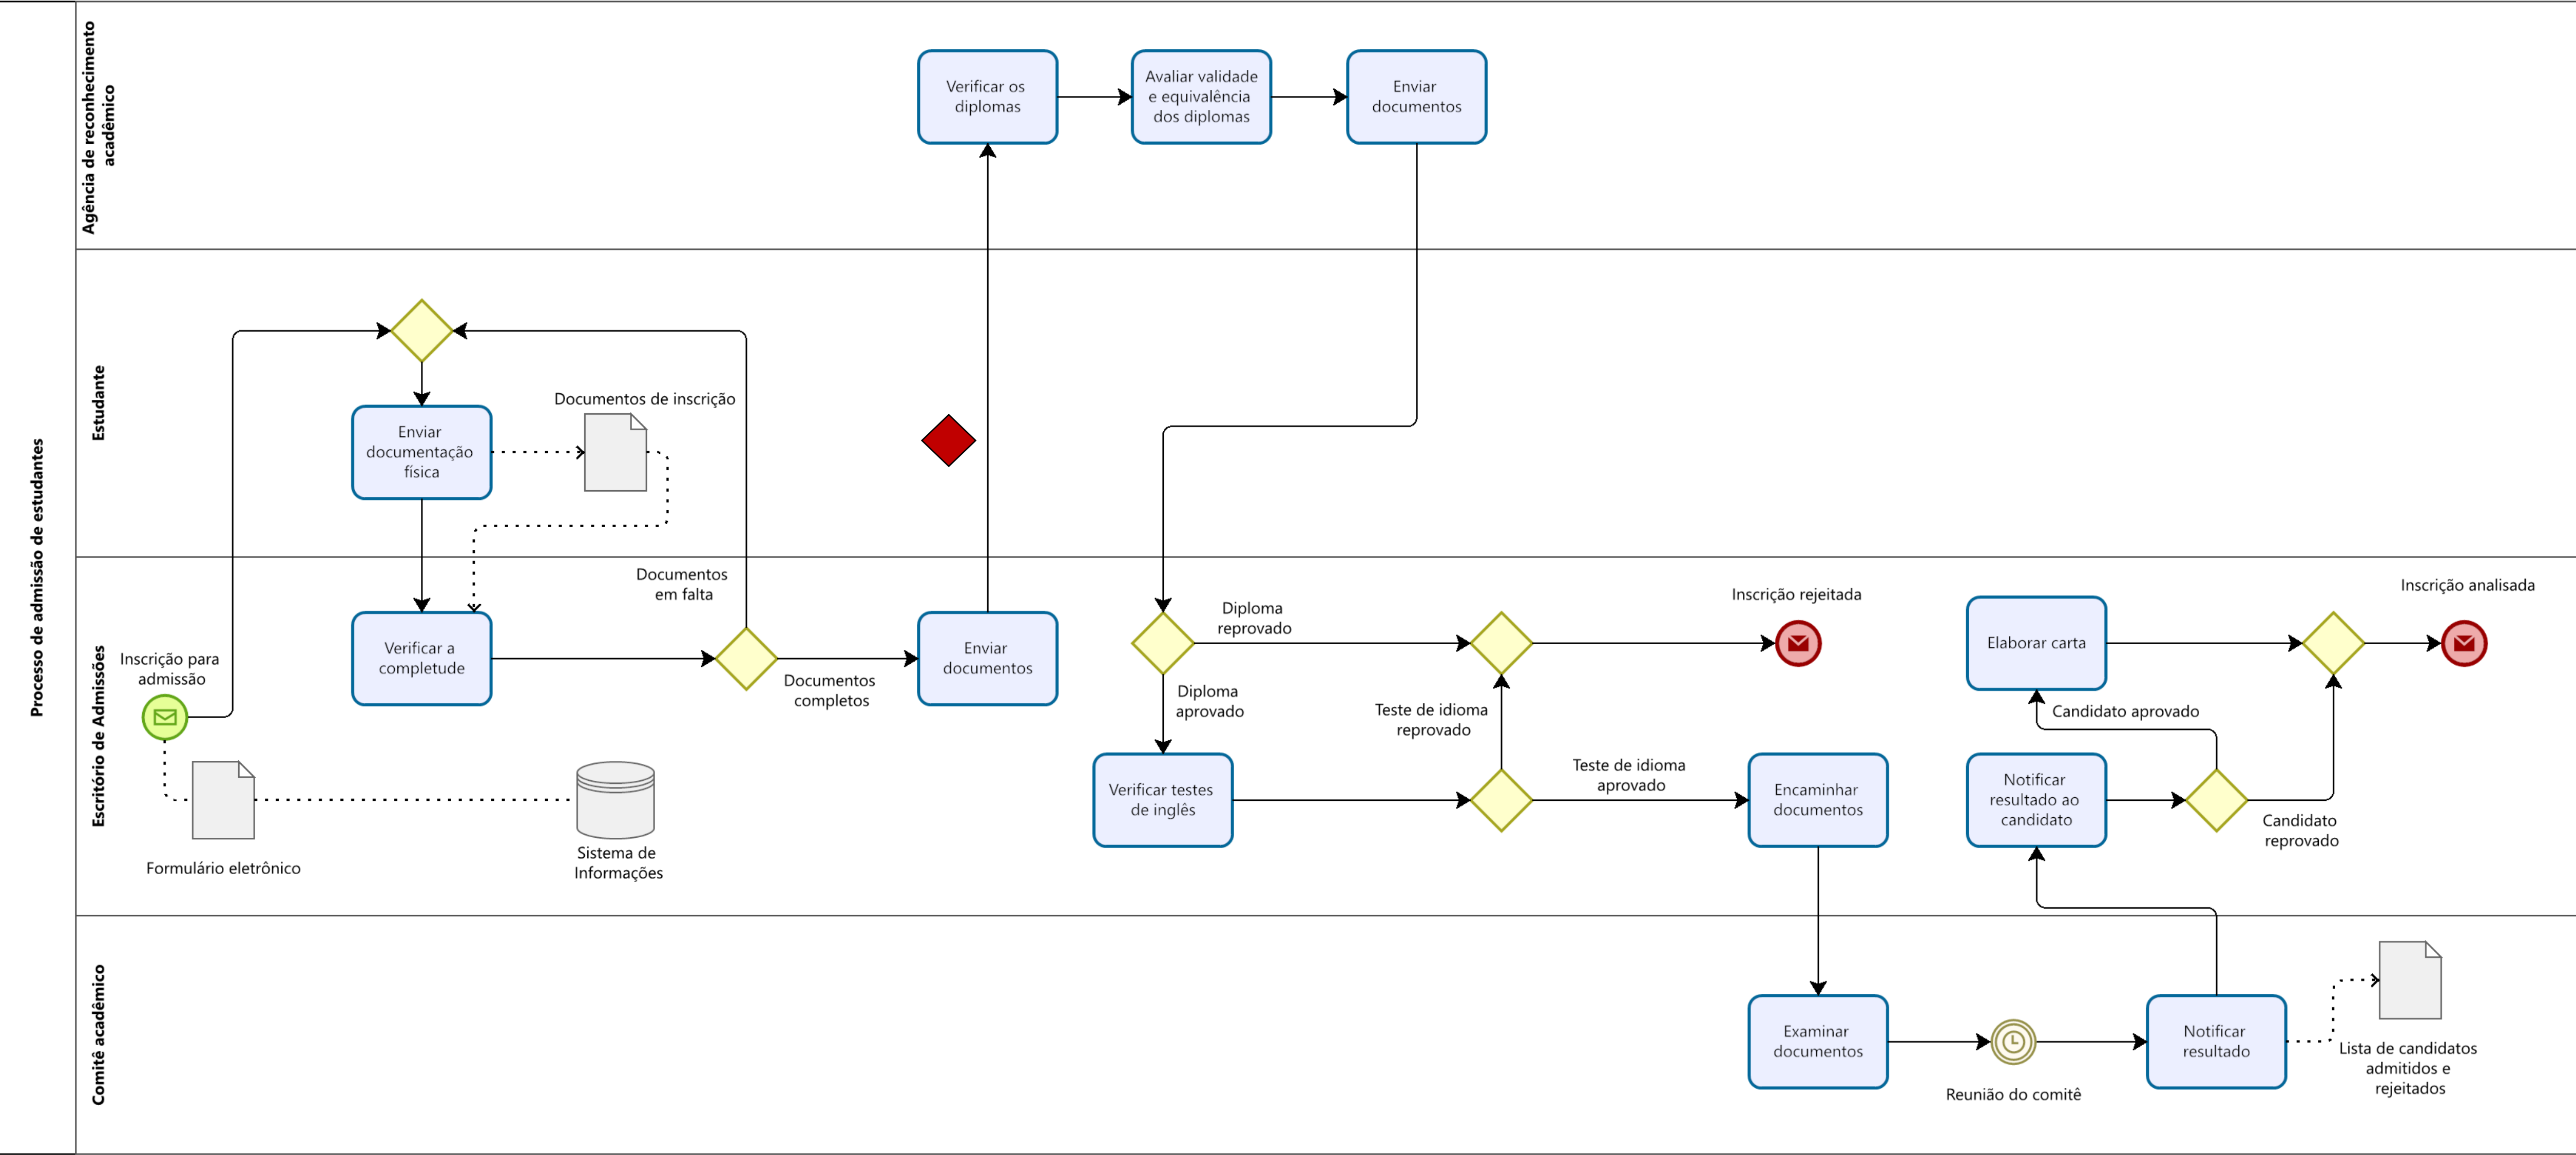 Processo de admissão de estudantes
Agência de reconhecimento
acadêmico
Verificar os
diplomas
Avaliar validade
e equivalência
dos diplomas
Enviar
documentos
Estudante
Documentos de inscrição
Enviar
documentação
física
Escritório de Admissões
Documentos
em falta
Inscrição para
admissão
Verificar a
completude
Documentos
completos
Enviar
documentos
Formulário eletrônico
Sistema de
Informações
Diploma
reprovado
Diploma
aprovado
Verificar testes
de inglês
Teste de idioma
reprovado
Teste de idioma
aprovado
Inscrição rejeitada
Encaminhar
documentos
Elaborar carta
Candidato aprovado
Notificar
resultado ao
candidato
Candidato
reprovado
Inscrição analisada
Comitê acadêmico
Examinar
documentos
Reunião do comitê
Notificar
resultado
Lista de candidatos
admitidos e
rejeitados